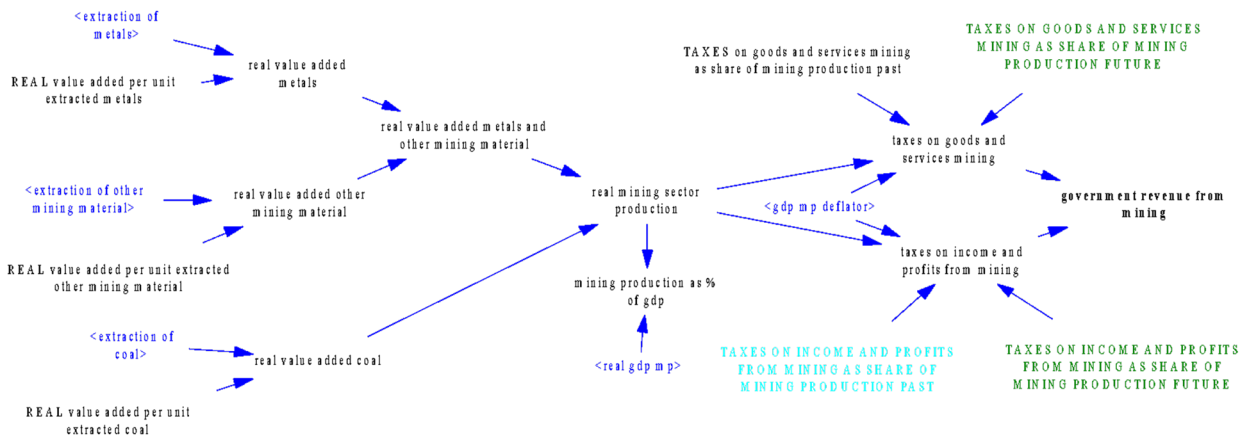 <extraction of
metals>
REAL value added per unit
extracted metals
real value added
metals
real value added metals and
other mining material
<extraction of other
mining material>
real value added other
mining material
REAL value added per unit extracted
other mining material
<extraction of
coal>
real value added coal
REAL value added per unit
extracted coal
real mining sector
production
mining production as %
of gdp
<real gdp mp>
TAXES on goods and services mining
as share of mining production past
TAXES ON GOODS AND SERVICES
MINING AS SHARE OF MINING
PRODUCTION FUTURE
taxes on goods and
services mining
<gdp mp deflator>
government revenue from
mining
taxes on income and
profits from mining
TAXES ON INCOME AND PROFITS
FROM MINING AS SHARE OF
MINING PRODUCTION PAST
TAXES ON INCOME AND PROFITS
FROM MINING AS SHARE OF
MINING PRODUCTION FUTURE